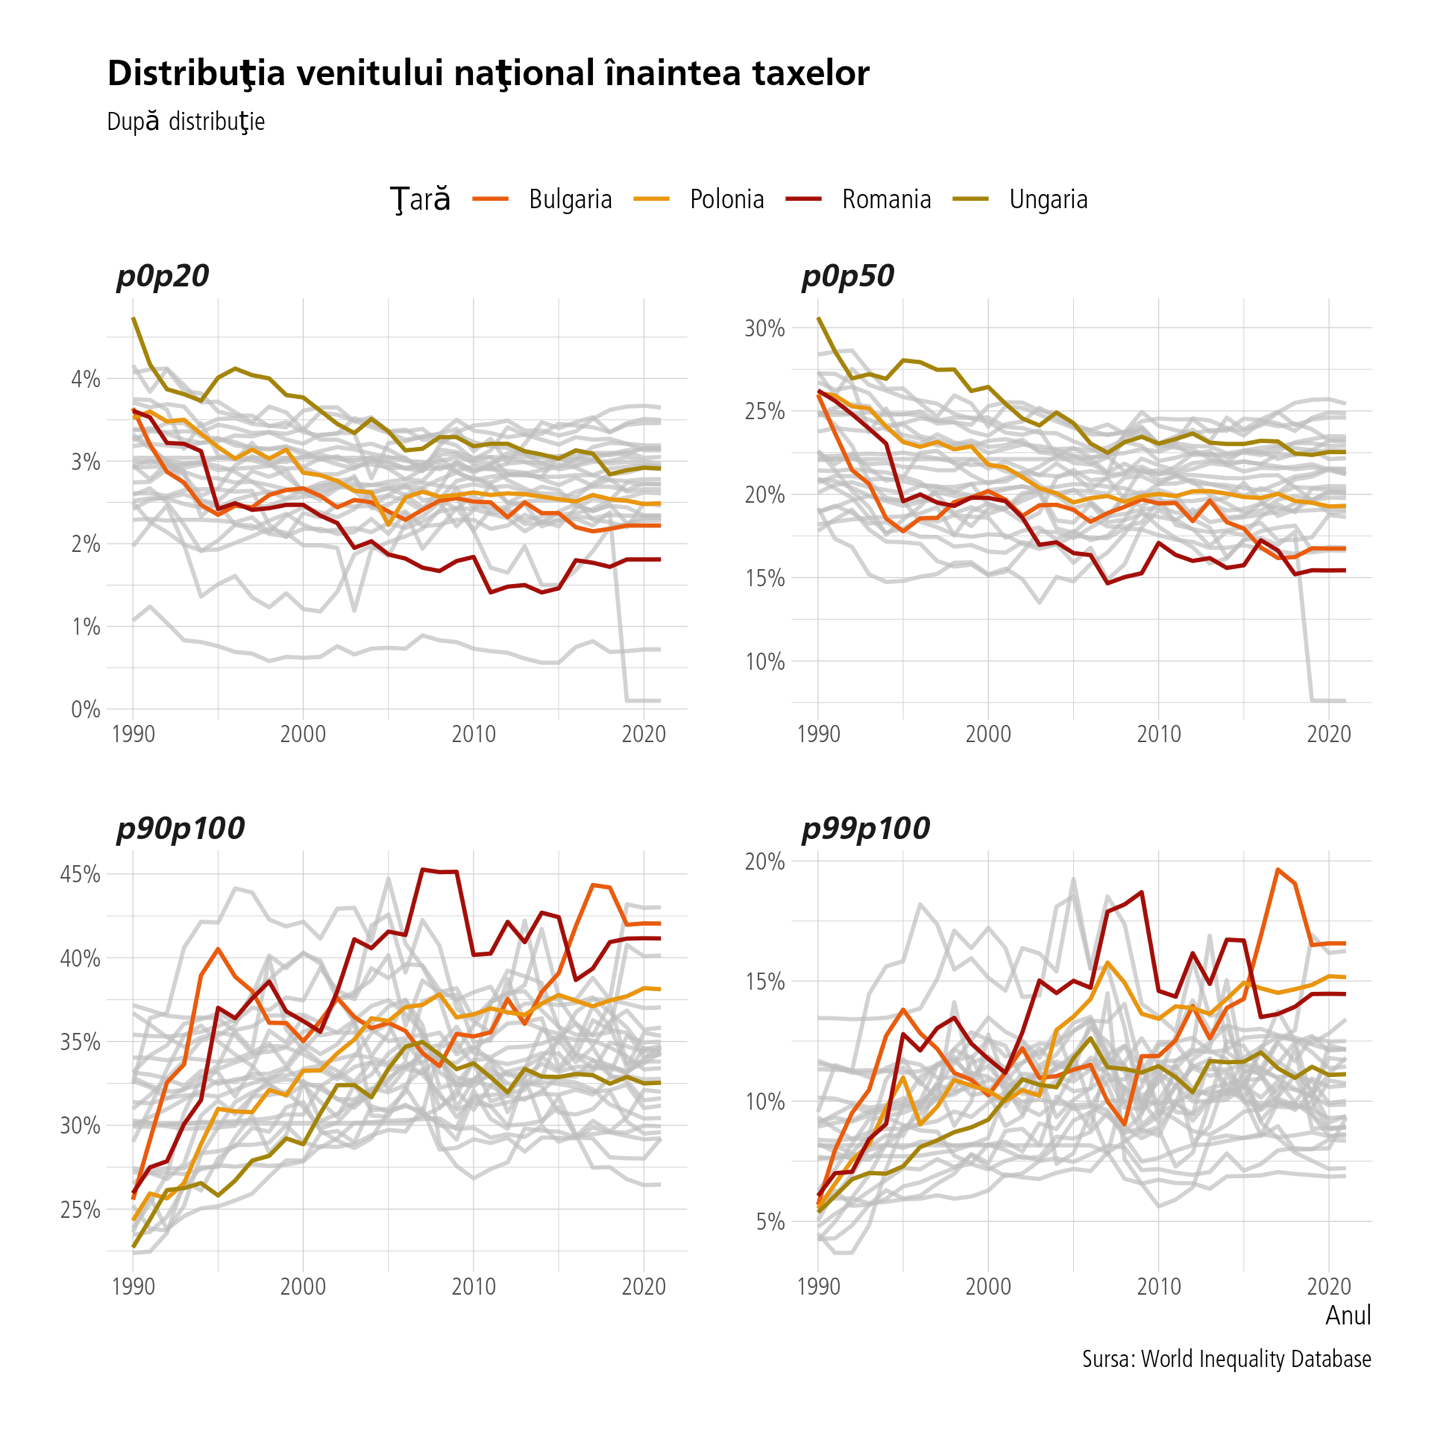 Distribuţia venitului naţional înaintea taxelor
După distribuţie
Ţară Bulgaria Polonia Romania Ungaria
p0p20 p0p50
4%
3%
2%
1%
0%
1990 2000 2010 2020
30%
25%
20%
15%
10%
1990 2000 2010 2020
p90p100 p99p100
45%
40%
35%
30%
25%
1990 2000 2010 2020
20%
15%
10%
5%
1990 2000 2010 2020
Anul
Sursa: World Inequality Database